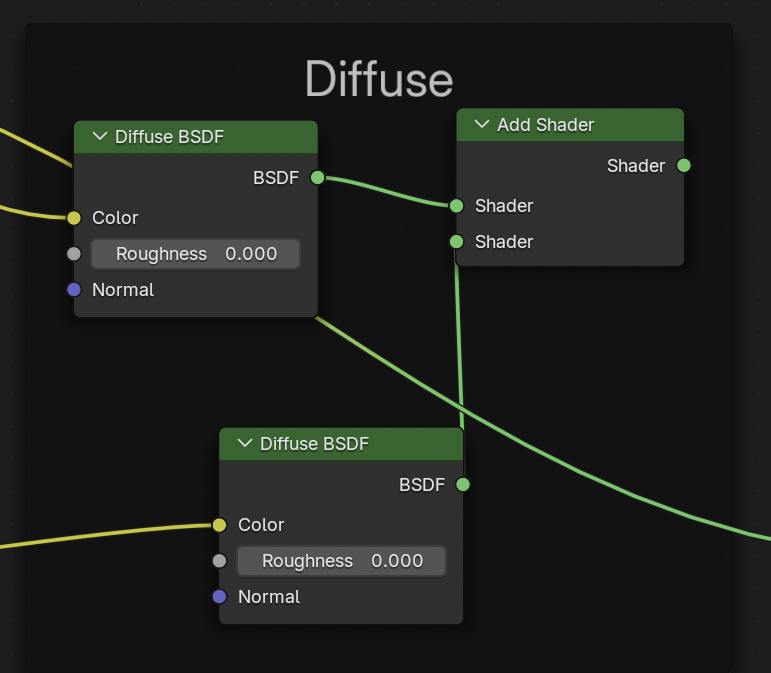 Diffuse
Diffuse BSDF
BSDF
Color
Roughness 0.000
Normal
Add Shader
Shader
Shader
Shader
Diffuse BSDF
BSDF
Color
Roughness 0.000
Normal